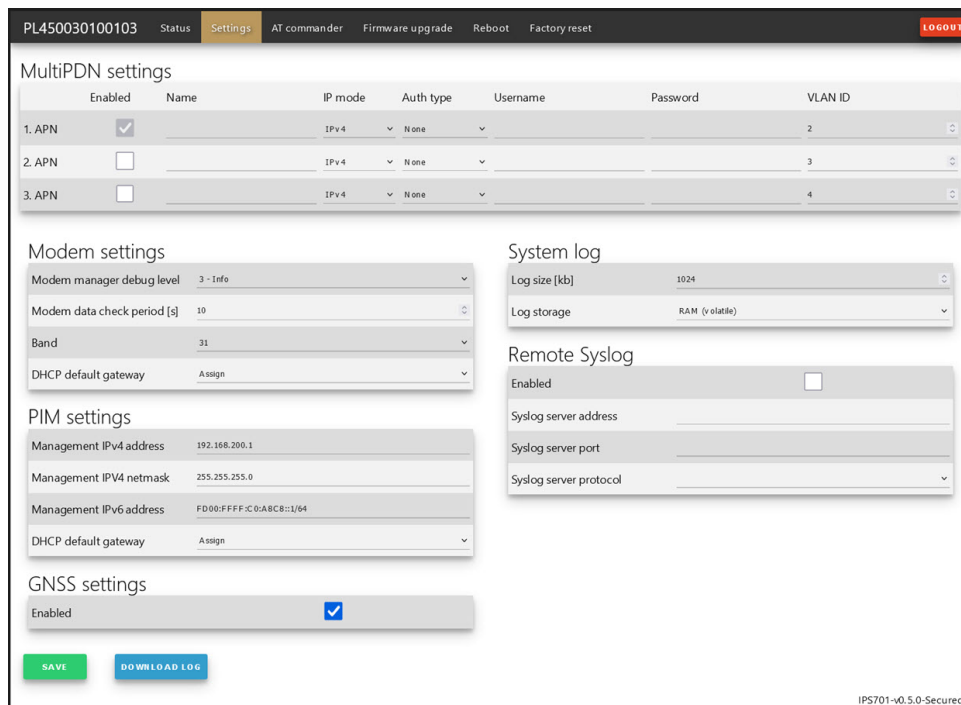 PL450030100103 Status Settings AT commander Firmware upgrade Reboot Factory reset LOGOUT
MultiPDN settings
Enabled Name IP mode Auth type Username Password VLAN ID
1. APN IPv4 None 2
2. APN IPv4 None 3
3. APN IPv4 None 4
Modem settings
Modem manager debug level 3 - Info
Modem data check period [s] 10
Band 31
DHCP default gateway Assign
PIM settings
Management IPv4 address 192.168.200.1
Management IPV4 netmask 255.255.255.0
Management IPv6 address FD00:FFFF:C0:A8C8::1/64
DHCP default gateway Assign
GNSS settings
Enabled
System log
Log size [kb] 1024
Log storage RAM (volatile)
Remote Syslog
Enabled
Syslog server address
Syslog server port
Syslog server protocol
SAVE DOWNLOAD LOG
IPS701-v0.5.0-Secured